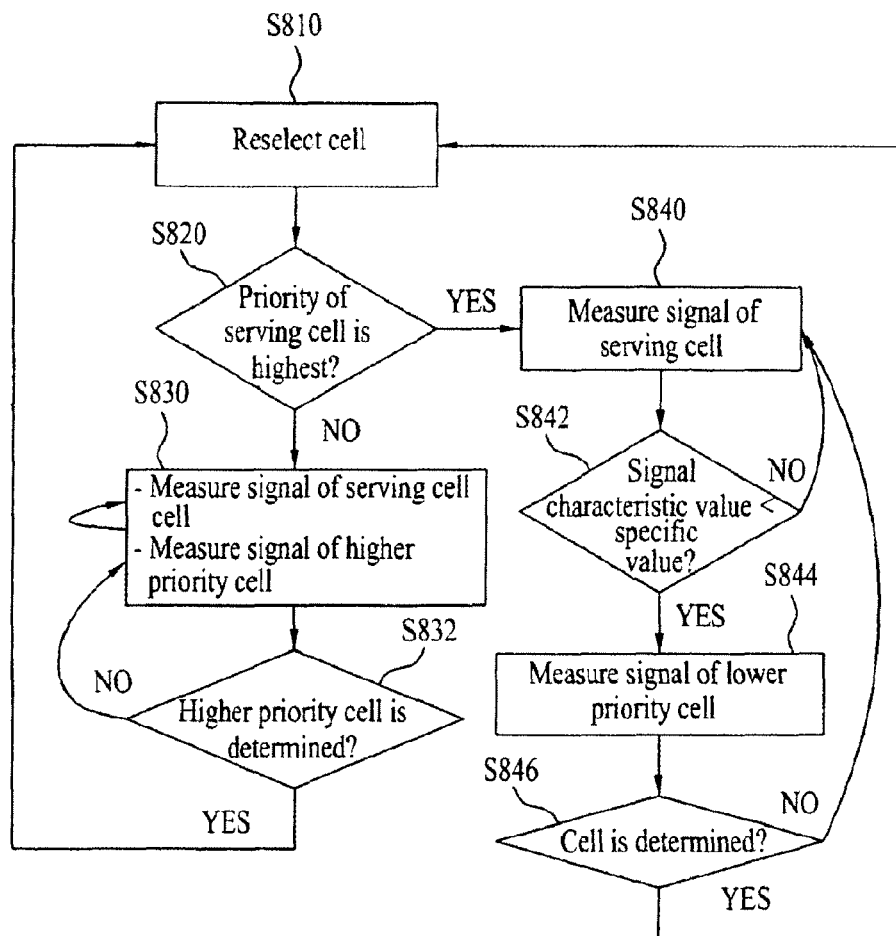 S810
Reselect cell
S820
Priority of
serving cell is
highest?
YES
NO
S830
- Measure signal of serving cell
cell
- Measure signal of higher
priority cell
S832
Higher priority cell is
determined?
NO
YES
S840
Measure signal of
serving cell
S842
Signal
characteristic value <
specific
value?
NO
YES
S844
Measure signal of lower
priority cell
S846
Cell is determined?
NO
YES